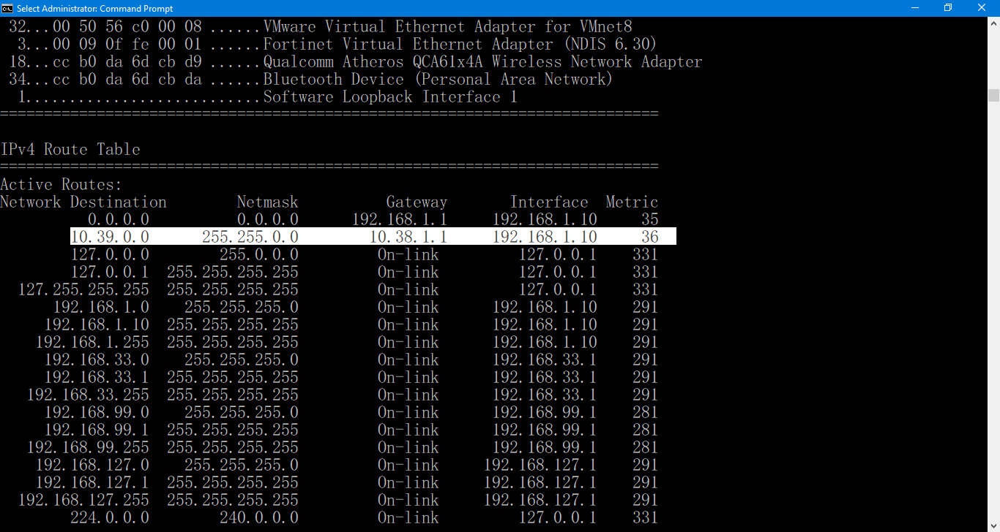 Select Administrator: Command Prompt
32...00 50 56 c0 00 08 ......VMware Virtual Ethernet Adapter for VMnet8
3...00 09 0f fe 00 01 ......Fortinet Virtual Ethernet Adapter (NDIS 6.30)
18...cc b0 da 6d cb d9 ......Qualcomm Atheros QCA61x4A Wireless Network Adapter
34...cc b0 da 6d cb da ......Bluetooth Device (Personal Area Network)
1...........................Software Loopback Interface 1
===========================================================================
IPv4 Route Table
===========================================================================
Active Routes:
Network Destination        Netmask          Gateway       Interface  Metric
0.0.0.0          0.0.0.0      192.168.1.1     192.168.1.10     35
10.39.0.0      255.255.0.0        10.38.1.1     192.168.1.10     36
127.0.0.0        255.0.0.0         On-link         127.0.0.1    331
127.0.0.1  255.255.255.255         On-link         127.0.0.1    331
127.255.255.255  255.255.255.255         On-link         127.0.0.1    331
192.168.1.0    255.255.255.0         On-link      192.168.1.10    291
192.168.1.10  255.255.255.255         On-link      192.168.1.10    291
192.168.1.255  255.255.255.255         On-link      192.168.1.10    291
192.168.33.0    255.255.255.0         On-link      192.168.33.1    291
192.168.33.1  255.255.255.255         On-link      192.168.33.1    291
192.168.33.255  255.255.255.255         On-link      192.168.33.1    291
192.168.99.0    255.255.255.0         On-link      192.168.99.1    281
192.168.99.1  255.255.255.255         On-link      192.168.99.1    281
192.168.99.255  255.255.255.255         On-link      192.168.99.1    281
192.168.127.0    255.255.255.0         On-link     192.168.127.1    291
192.168.127.1  255.255.255.255         On-link     192.168.127.1    291
192.168.127.255  255.255.255.255         On-link     192.168.127.1    291
224.0.0.0        240.0.0.0         On-link         127.0.0.1    331